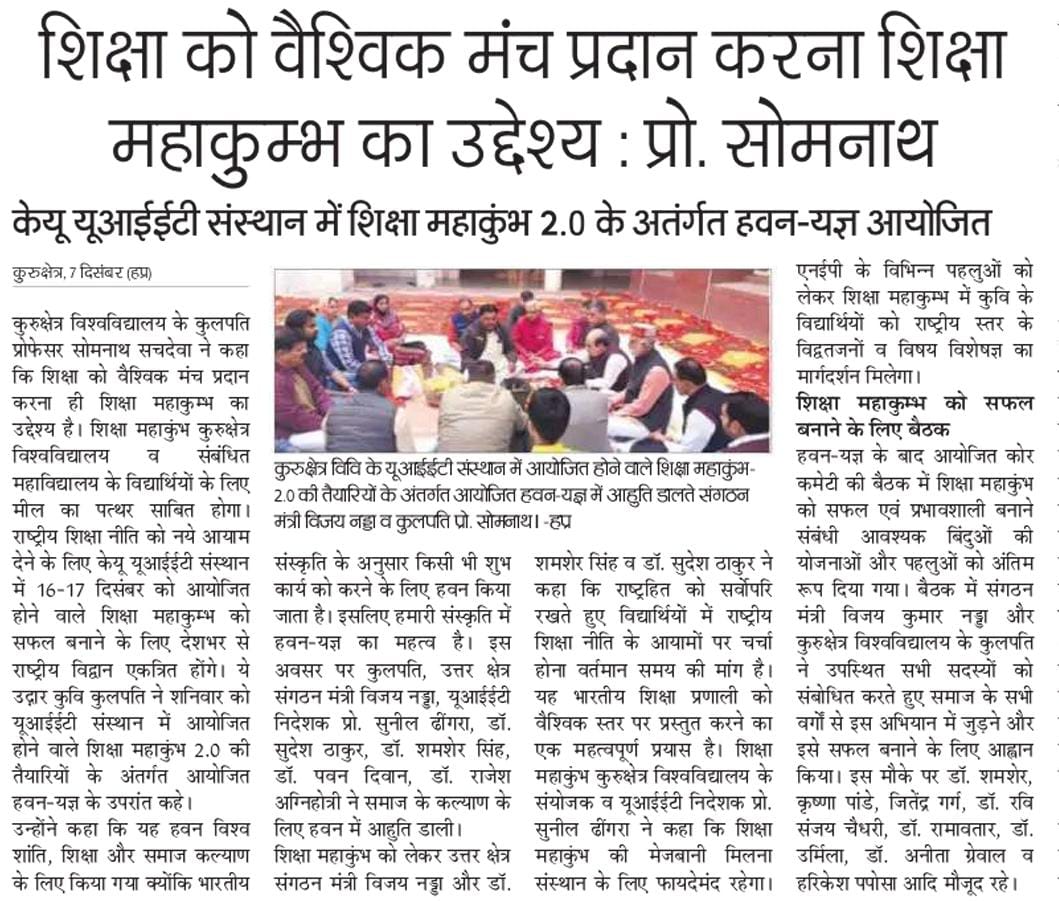 शिक्षा को वैश्विक मंच प्रदान करना शिक्षा
महाकुम्भ का उद्देश्य : प्रो. सोमनाथ
केयू यूआईईटी संस्थान में शिक्षा महाकुंभ 2.0 के अतंर्गत हवन-यज्ञ आयोजित
कुरुक्षेत्र, 7 दिसंबर (हप्र)
कुरुक्षेत्र विश्वविद्यालय के कुलपति
प्रोफेसर सोमनाथ सचदेवा ने कहा
कि शिक्षा को वैश्विक मंच प्रदान
करना ही शिक्षा महाकुम्भ का
उद्देश्य है। शिक्षा महाकुंभ कुरुक्षेत्र
विश्वविद्यालय व संबंधित
महाविद्यालय के विद्यार्थियों के लिए
मील का पत्थर साबित होगा।
राष्ट्रीय शिक्षा नीति को नये आयाम
देने के लिए केयू यूआईईटी संस्थान
में 16-17 दिसंबर को आयोजित
होने वाले शिक्षा महाकुम्भ को
सफल बनाने के लिए देशभर से
राष्ट्रीय विद्वान एकत्रित होंगे। ये
उद्गार कुवि कुलपति ने शनिवार को
यूआईईटी संस्थान में आयोजित
होने वाले शिक्षा महाकुंभ 2.0 की
तैयारियों के अंतर्गत आयोजित
हवन-यज्ञ के उपरांत कहे।
उन्होंने कहा कि यह हवन विश्व
शांति, शिक्षा और समाज कल्याण
के लिए किया गया क्योंकि भारतीय
कुरुक्षेत्र विवि के यूआईईटी संस्थान में आयोजित होने वाले शिक्षा महाकुंभ-
2.0 की तैयारियों के अंतर्गत आयोजित हवन-यज्ञ में आहुति डालते संगठन
मंत्री विजय नड्डा व कुलपति प्रो. सोमनाथ। -हप्र
संस्कृति के अनुसार किसी भी शुभ
कार्य को करने के लिए हवन किया
जाता है। इसलिए हमारी संस्कृति में
हवन-यज्ञ का महत्व है। इस
अवसर पर कुलपति, उत्तर क्षेत्र
संगठन मंत्री विजय नड्डा, यूआईईटी
निदेशक प्रो. सुनील ढींगरा, डॉ.
सुदेश ठाकुर, डॉ. शमशेर सिंह,
डॉ. पवन दिवान, डॉ. राजेश
अग्निहोत्री ने समाज के कल्याण के
लिए हवन में आहुति डाली।
शिक्षा महाकुंभ को लेकर उत्तर क्षेत्र
संगठन मंत्री विजय नड्डा और डॉ.
शमशेर सिंह व डॉ. सुदेश ठाकुर ने
कहा कि राष्ट्रहित को सर्वोपरि
रखते हुए विद्यार्थियों में राष्ट्रीय
शिक्षा नीति के आयामों पर चर्चा
होना वर्तमान समय की मांग है।
यह भारतीय शिक्षा प्रणाली को
वैश्विक स्तर पर प्रस्तुत करने का
एक महत्वपूर्ण प्रयास है। शिक्षा
महाकुंभ कुरुक्षेत्र विश्वविद्यालय के
संयोजक व यूआईईटी निदेशक प्रो.
सुनील ढींगरा ने कहा कि शिक्षा
महाकुंभ की मेजबानी मिलना
संस्थान के लिए फायदेमंद रहेगा।
एनईपी के विभिन्न पहलुओं को
लेकर शिक्षा महाकुम्भ में कुवि के
विद्यार्थियों को राष्ट्रीय स्तर के
विद्वतजनों व विषय विशेषज्ञ का
मार्गदर्शन मिलेगा।
शिक्षा महाकुम्भ को सफल
बनाने के लिए बैठक
हवन-यज्ञ के बाद आयोजित कोर
कमेटी की बैठक में शिक्षा महाकुंभ
को सफल एवं प्रभावशाली बनाने
संबंधी आवश्यक बिंदुओं की
योजनाओं और पहलुओं को अंतिम
रूप दिया गया। बैठक में संगठन
मंत्री विजय कुमार नड्डा और
कुरुक्षेत्र विश्वविद्यालय के कुलपति
ने उपस्थित सभी सदस्यों को
संबोधित करते हुए समाज के सभी
वर्गों से इस अभियान में जुड़ने और
इसे सफल बनाने के लिए आह्वान
किया। इस मौके पर डॉ. शमशेर,
कृष्णा पांडे, जितेंद्र गर्ग, डॉ. रवि
संजय चैधरी, डॉ. रामावतार, डॉ.
उर्मिला, डॉ. अनीता ग्रेवाल व
हरिकेश पपोसा आदि मौजूद रहे।